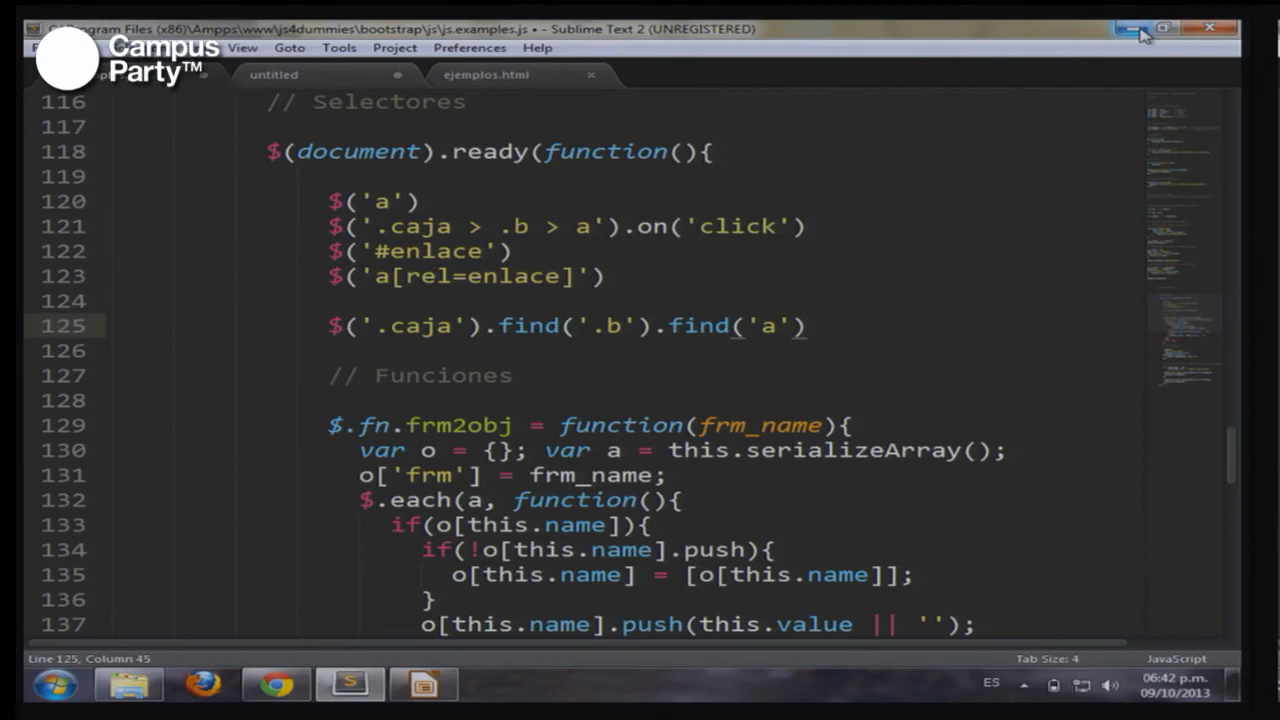 Program Files (x86)\Ampps\www\js4dummies\bootstrap\js\js.examples.js • - Sublime Text 2 (UNREGISTERED)
View Goto Tools Project Preferences Help
Campus
Party™
untitled
ejemplos.html
116 // Selectores
117
118 $(document).ready(function(){
119
120 $('a')
121 $('.caja > .b > a').on('click')
122 $('#enlace')
123 $('a[rel=enlace]')
124
125 $('.caja').find('.b').find('a')
126
127 // Funciones
128
129 $.fn.frm2obj = function(frm_name){
130 var o = {}; var a = this.serializeArray();
131 o['frm'] = frm_name;
132 $.each(a, function(){
133 if(o[this.name]){
134 if(!o[this.name].push){
135 o[this.name] = [o[this.name]];
136 }
137 o[this.name].push(this.value || '');
Line 125, Column 45
Tab Size: 4
JavaScript
ES
06:42 p.m.
09/10/2013